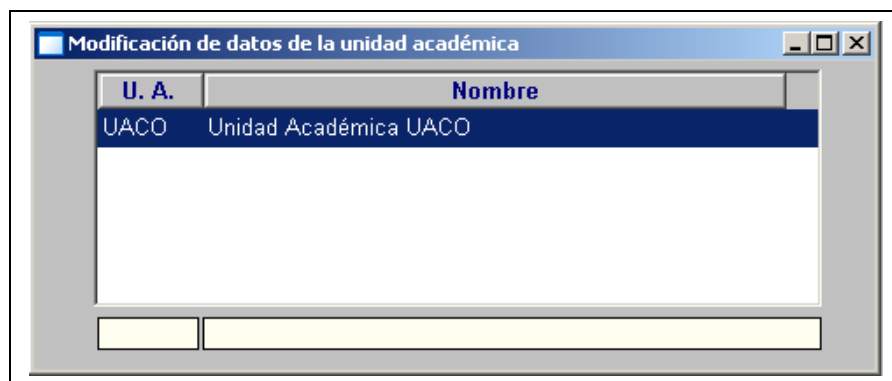 Modificación de datos de la unidad académica
U. A. Nombre
UACO Unidad Académica UACO